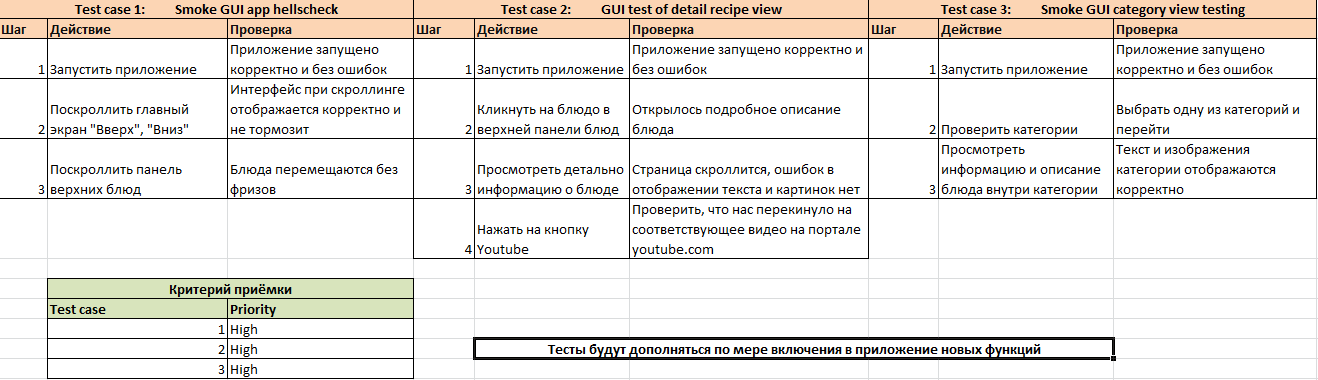 Test case 1: Smoke GUI app hellscheck
Шаг Действие Проверка
1 Запустить приложение
Приложение запущено
корректно и без ошибок
2 Поскроллить главный
экран "Вверх", "Вниз"
Интерфейс при скроллинге
отображается корректно и
не тормозит
3 Поскроллить панель
верхних блюд
Блюда перемещаются без
фризов
Test case 2: GUI test of detail recipe view
Шаг Действие Проверка
1 Запустить приложение
Приложение запущено корректно и
без ошибок
2 Кликнуть на блюдо в
верхней панели блюд
Открылось подробное описание
блюда
3 Просмотреть детально
информацию о блюде
Страница скроллится, ошибок в
отображении текста и картинок нет
4 Нажать на кнопку
Youtube
Проверить, что нас перекинуло на
соответствующее видео на портале
youtube.com
Test case 3: Smoke GUI category view testing
Шаг Действие Проверка
1 Запустить приложение
Приложение запущено
корректно и без ошибок
2 Проверить категории
Выбрать одну из категорий и
перейти
3 Просмотреть
информацию и описание
блюда внутри категории
Текст и изображения
категории отображаются
корректно
Критерий приёмки
Test case Priority
1 High
2 High
3 High
Тесты будут дополняться по мере включения в приложение новых функций